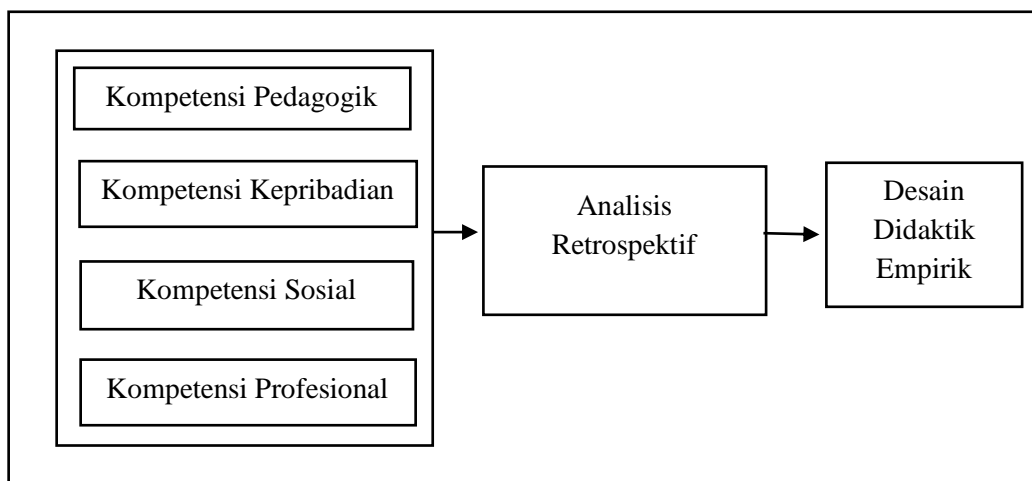 Kompetensi Pedagogik
Kompetensi Kepribadian
Kompetensi Sosial
Kompetensi Profesional
Analisis
Retrospektif
Desain
Didaktik
Empirik